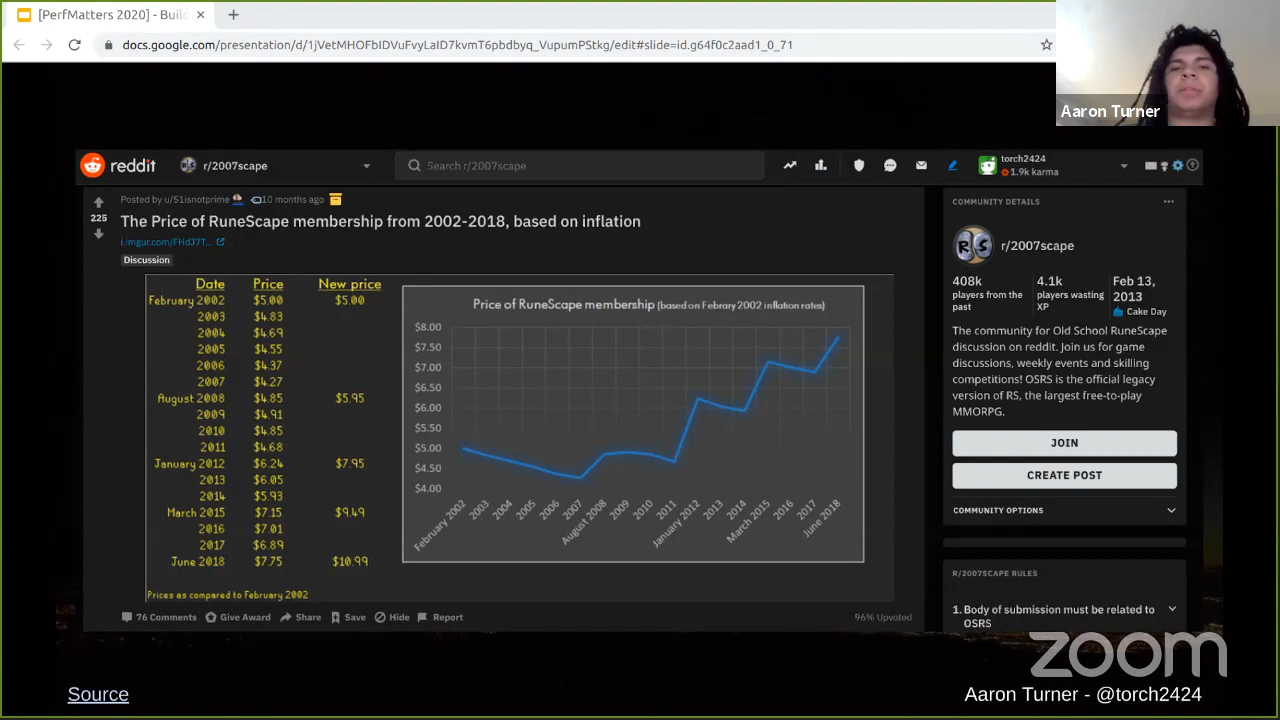 [PerfMatters 2020] - Build
docs.google.com/presentation/d/1jVetMHOFbIDVuFvyLaID7kvmT6pbdbyq_VupumPStkg/edit#slide=id.g64f0c2aad1_0_71
Aaron Turner
reddit
r/2007scape
Search r/2007scape
torch2424
1.9k karma
Posted by u/51isnotprime
10 months ago
225
The Price of RuneScape membership from 2002-2018, based on inflation
i.imgur.com/FHdJ7T...
Discussion
Date Price New price
February 2002 $5.00 $5.00
2003 $4.83
2004 $4.69
2005 $4.55
2006 $4.37
2007 $4.27
August 2008 $4.85 $5.95
2009 $4.91
2010 $4.85
2011 $4.68
January 2012 $6.24 $7.95
2013 $6.05
2014 $5.93
March 2015 $7.15 $9.49
2016 $7.01
2017 $6.89
June 2018 $7.75 $10.99
Prices as compared to February 2002
Price of RuneScape membership (based on Febrary 2002 inflation rates)
$8.00
$7.50
$7.00
$6.50
$6.00
$5.50
$5.00
$4.50
$4.00
February 2002
2003
2004
2005
2006
2007
August 2008
2009
2010
2011
January 2012
2013
2014
March 2015
2016
2017
June 2018
76 Comments Give Award Share Save Hide Report
96% Upvoted
COMMUNITY DETAILS
RS
r/2007scape
408k 4.1k Feb 13,
2013
players from the players wasting
past XP
Cake Day
The community for Old School RuneScape
discussion on reddit. Join us for game
discussions, weekly events and skilling
competitions! OSRS is the official legacy
version of RS, the largest free-to-play
MMORPG.
JOIN
CREATE POST
COMMUNITY OPTIONS
R/2007SCAPE RULES
1. Body of submission must be related to
OSRS
zoom
Source
Aaron Turner - @torch2424